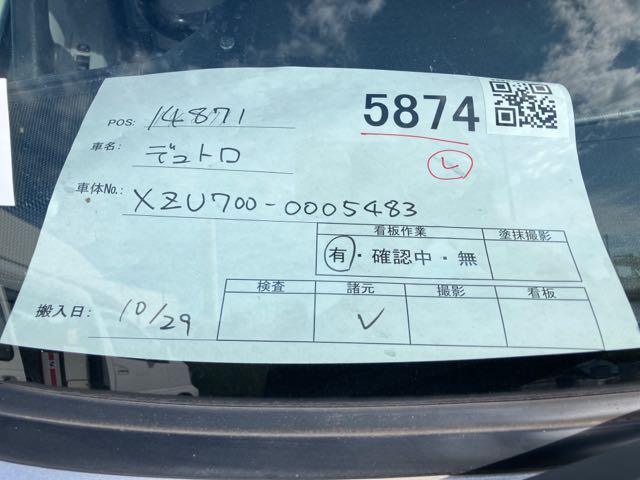 POS: 14871
5874
車名: デュトロ
レ
車体No.: XZU700-0005483
看板作業 塗抹撮影
有・確認中・無
検査 諸元 撮影 看板
搬入日: 10/29 ✓